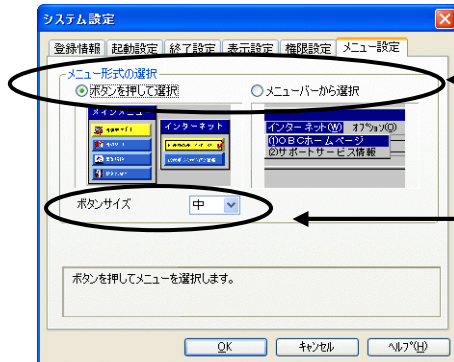 システム設定
登録情報 起動設定 終了設定 表示設定 権限設定 メニュー設定
メニュー形式の選択
ボタンを押して選択 メニューバーから選択
メインメニュー
インターネット
インターネット(W) オプション(O)
(1)OBCホームページ
(2)サポートサービス情報
ボタンサイズ 中
ボタンを押してメニューを選択します。
OK キャンセル ヘルプ(H)